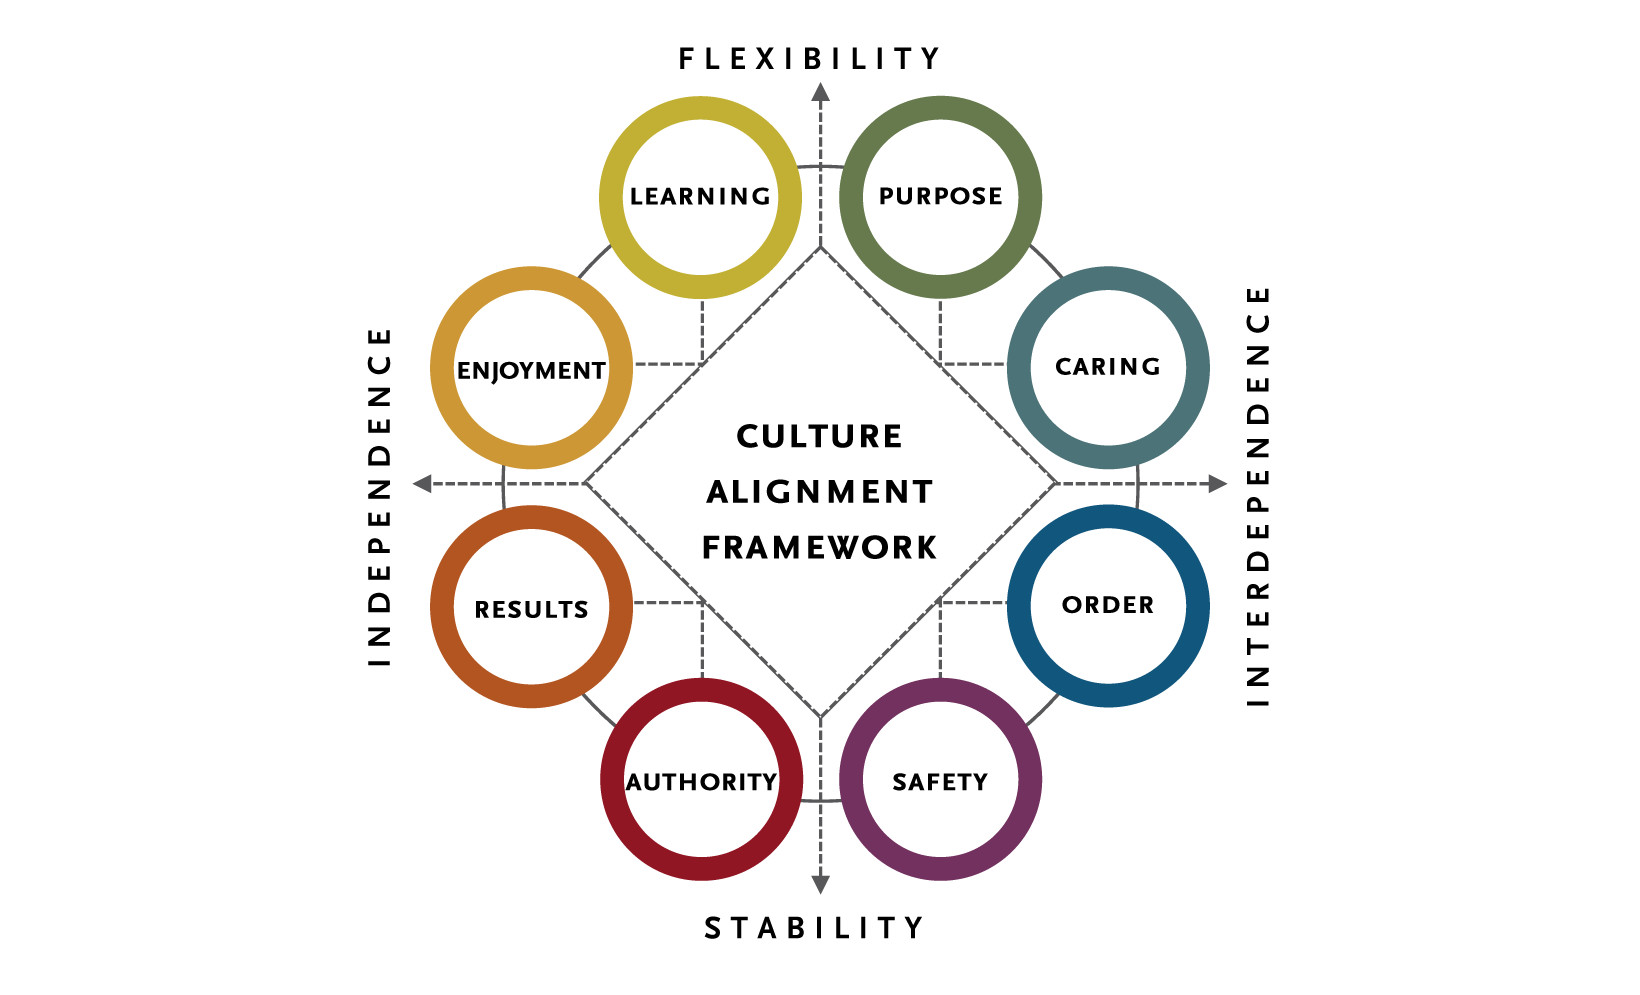 FLEXIBILITY
LEARNING
PURPOSE
ENJOYMENT
CARING
INDEPENDENCE
INTERDEPENDENCE
CULTURE
ALIGNMENT
FRAMEWORK
RESULTS
ORDER
AUTHORITY
SAFETY
STABILITY